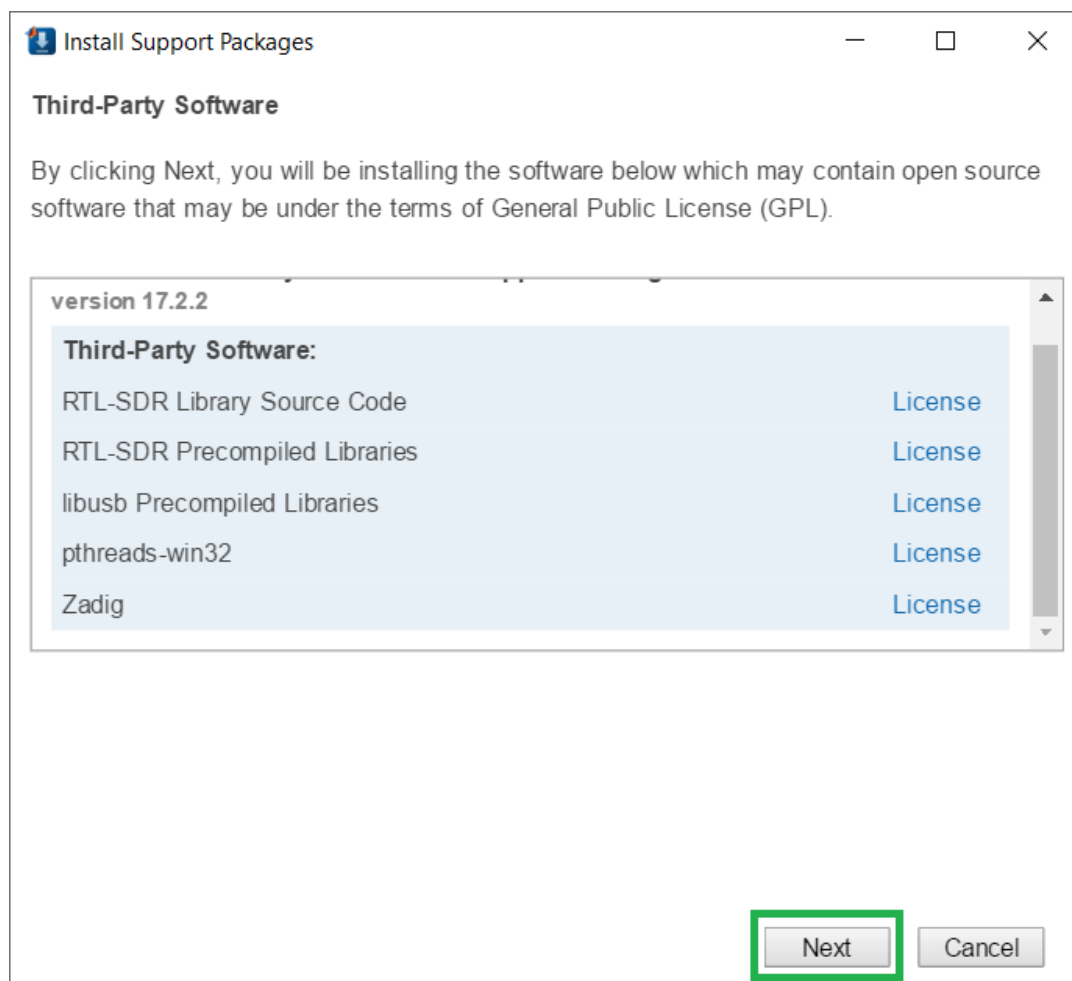 Install Support Packages
Third-Party Software
By clicking Next, you will be installing the software below which may contain open source
software that may be under the terms of General Public License (GPL).
version 17.2.2
Third-Party Software:
RTL-SDR Library Source Code License
RTL-SDR Precompiled Libraries License
libusb Precompiled Libraries License
pthreads-win32 License
Zadig License
Next Cancel